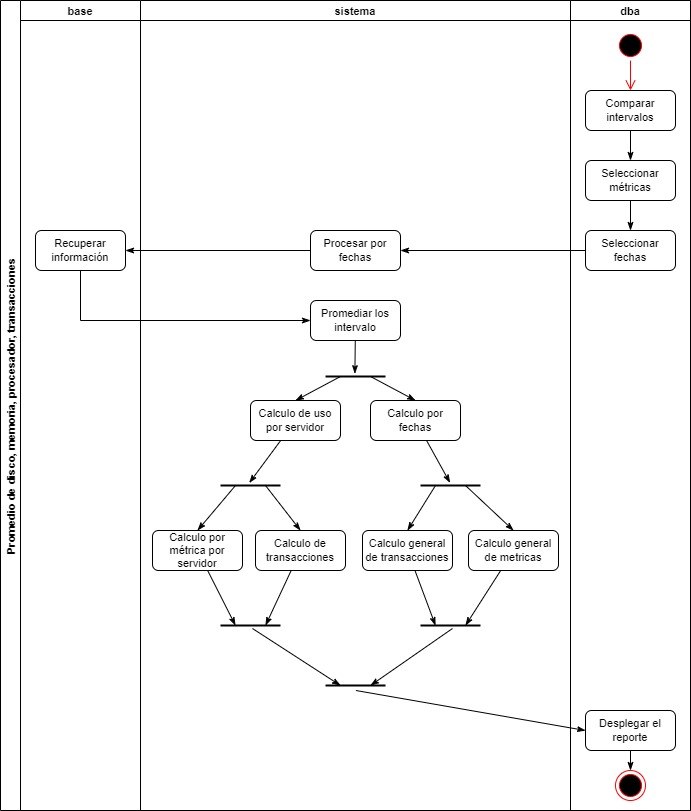 base
sistema
dba
Promedio de disco, memoria, procesador, transacciones
Comparar
intervalos
Seleccionar
métricas
Recuperar
información
Procesar por
fechas
Seleccionar
fechas
Promediar los
intervalo
Calculo de uso
por servidor
Calculo por
fechas
Calculo por
métrica por
servidor
Calculo de
transacciones
Calculo general
de transacciones
Calculo general
de metricas
Desplegar el
reporte